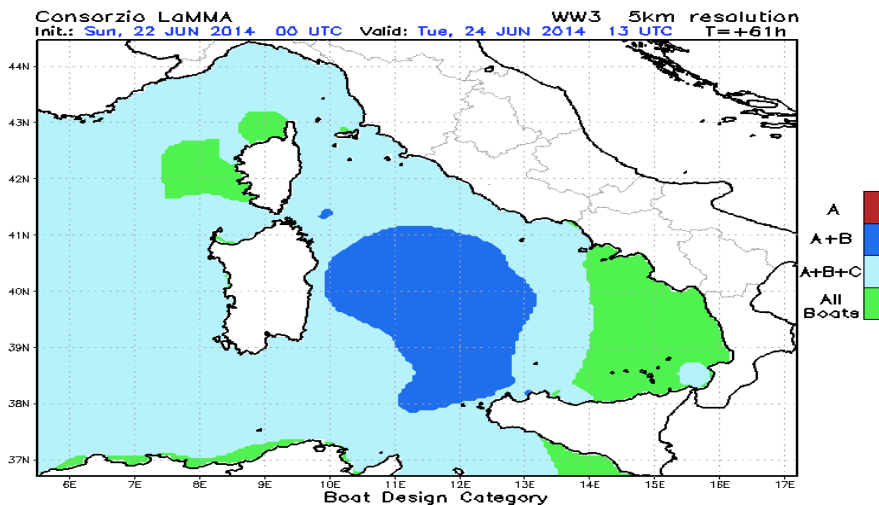 Consorzio LaMMA WW3 5km resolution
Init.: Sun, 22 JUN 2014 00 UTC Valid: Tue, 24 JUN 2014 13 UTC T=+61h
44N
43N
42N
41N
40N
39N
38N
37N
6E 7E 8E 9E 10E 11E 12E 13E 14E 15E 16E 17E
Boat Design Category
A
A+B
A+B+C
All
Boats